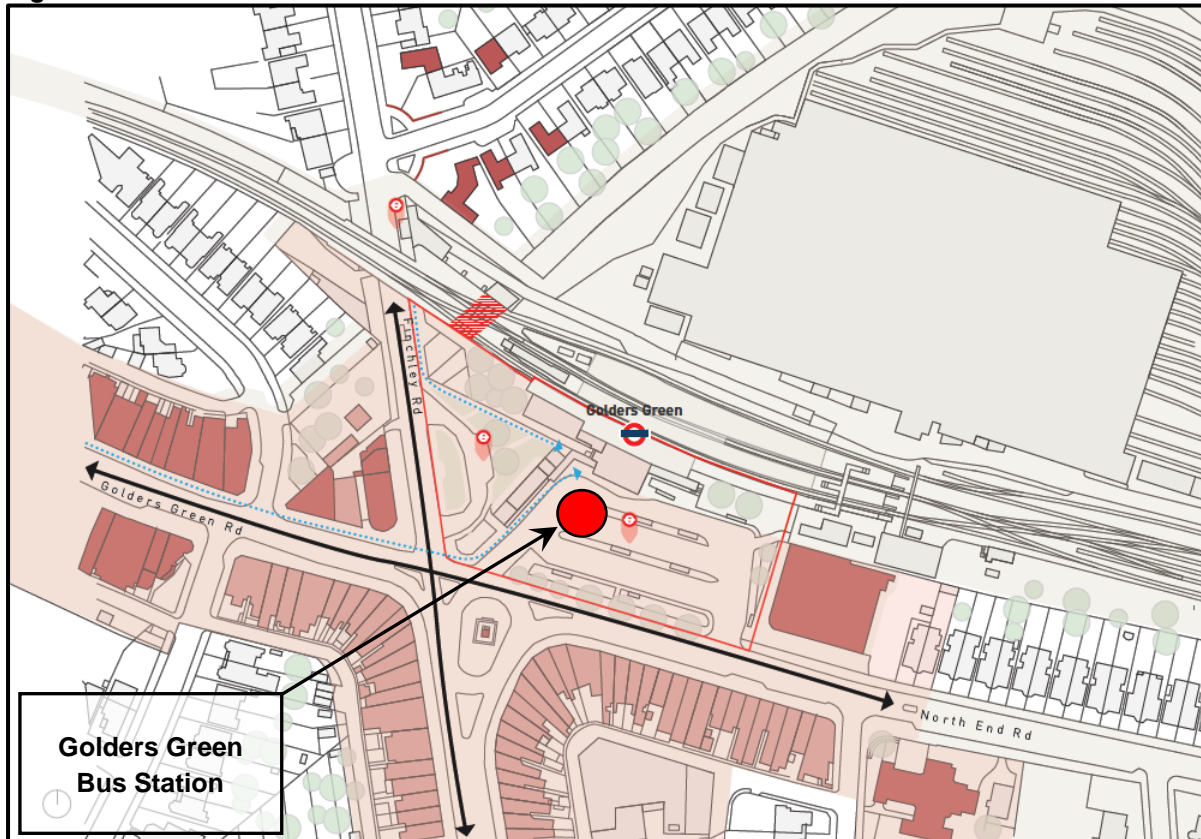 g
Finchley Rd
Golders Green
Golders Green Rd
North End Rd
Golders Green
Bus Station